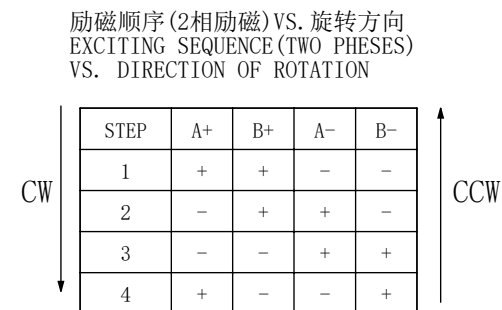 励磁顺序(2相励磁)VS.旋转方向
EXCITING SEQUENCE(TWO PHESES)
VS. DIRECTION OF ROTATION
STEP A+ B+ A− B−
1 + + − −
CW
CCW
2 − + + −
3 − − + +
4 + − − +